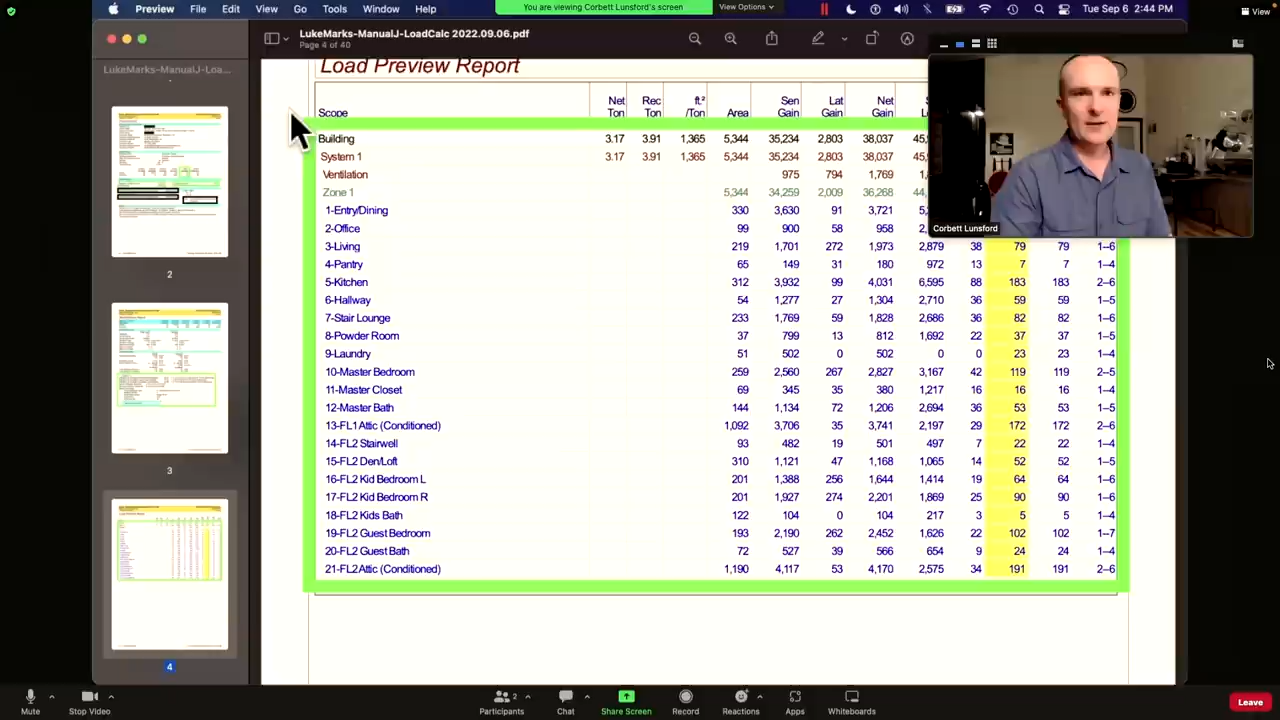 Preview File Edit View Go Tools Window Help
You are viewing Corbett Lunsford's screen
View Options
Tue Sep 6 2:44 PM
View
LukeMarks-ManualJ-LoadCalc 2022.09.06.pdf
Page 4 of 40
LukeMarks-ManualJ-Loa...
Load Preview Report
Scope Net Ton Rec Ton ft.² /Ton Area Sen Gain Lat Gain Net Gain
Building 3.17 3.91 1,365 5,344 35,234 2,803 38,037
System 1 3.17 3.91 1,365 5,344 35,234 2,803 38,037
Ventilation 975 794 1,769
Zone 1 5,344 34,259 2,009 36,268
1-Entry/Dining 330 3,630 91 3,721
2-Office 99 900 58 958
Corbett Lunsford
3-Living 219 1,701 272 1,973 2,879 38 79 79 1--6
4-Pantry 65 149 31 180 972 13 7 7 1--4
5-Kitchen 312 3,932 99 4,031 6,595 88 183 183 2--6
6-Hallway 54 1,277 27 1,304 2,710 36 59 59 1--5
7-Stair Lounge 233 1,769 59 1,828 2,686 36 82 82 1--6
8-Powder Room 37 799 13 812 1,692 22 37 37 1--5
9-Laundry 51 502 0 502 0 0 23 23 1--4
10-Master Bedroom 259 2,560 267 2,827 3,167 42 119 119 2--5
11-Master Closet 69 345 35 380 1,217 16 16 16 1--4
12-Master Bath 144 1,134 72 1,206 2,694 36 53 53 1--5
13-FL1 Attic (Conditioned) 1,092 3,706 35 3,741 2,197 29 172 172 2--6
14-FL2 Stairwell 93 482 19 501 497 7 22 22 1--4
15-FL2 Den/Loft 310 1,121 47 1,168 1,065 14 52 52 1--5
16-FL2 Kid Bedroom L 201 1,388 256 1,644 1,414 19 64 64 1--6
17-FL2 Kid Bedroom R 201 1,927 274 2,201 1,869 25 90 90 1--6
18-FL2 Kids Bath 122 104 0 104 217 3 5 5 1--4
19-FL2 Guest Bedroom 193 2,190 262 2,452 1,626 22 102 102 1--7
20-FL2 Guest Bath 72 527 39 566 654 9 24 24 1--4
21-FL2 Attic (Conditioned) 1,190 4,117 53 4,170 2,575 34 191 191 2--6
2
3
4
Mute Stop Video Participants 2 Chat Share Screen Record Reactions Apps Whiteboards Leave